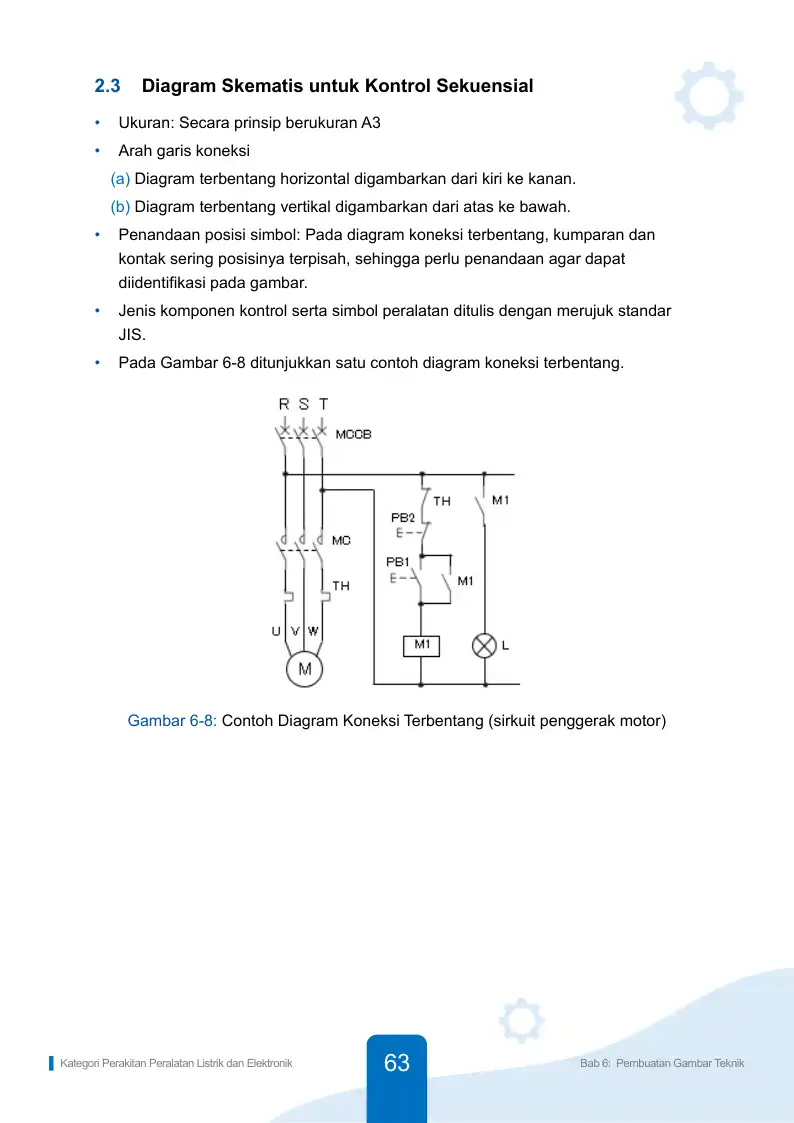 2.3 Diagram Skematis untuk Kontrol Sekuensial
• Ukuran: Secara prinsip berukuran A3
• Arah garis koneksi
(a) Diagram terbentang horizontal digambarkan dari kiri ke kanan.
(b) Diagram terbentang vertikal digambarkan dari atas ke bawah.
• Penandaan posisi simbol: Pada diagram koneksi terbentang, kumparan dan
kontak sering posisinya terpisah, sehingga perlu penandaan agar dapat
diidentifikasi pada gambar.
• Jenis komponen kontrol serta simbol peralatan ditulis dengan merujuk standar
JIS.
• Pada Gambar 6-8 ditunjukkan satu contoh diagram koneksi terbentang.
R S T
MCCB
TH M1
PB2
MC
PB1
M1
TH
U V W
M1 L
M
Gambar 6-8: Contoh Diagram Koneksi Terbentang (sirkuit penggerak motor)
Kategori Perakitan Peralatan Listrik dan Elektronik
63
Bab 6: Pembuatan Gambar Teknik